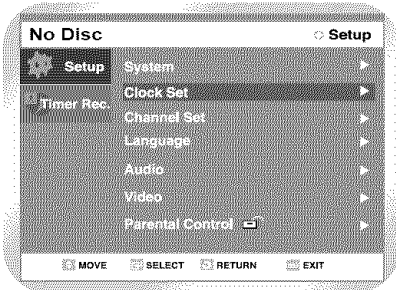 No Disc
Setup
Setup
Timer Rec.
System
Clock Set
Channel Set
Language
Audio
Video
Parental Control
MOVE SELECT RETURN EXIT